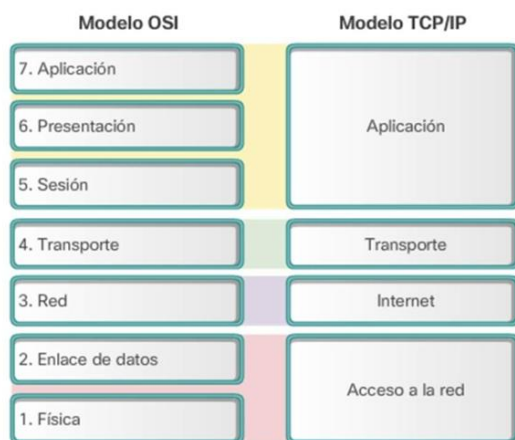 Modelo OSI
Modelo TCP/IP
7. Aplicación
6. Presentación
5. Sesión
Aplicación
4. Transporte
Transporte
3. Red
Internet
2. Enlace de datos
1. Física
Acceso a la red